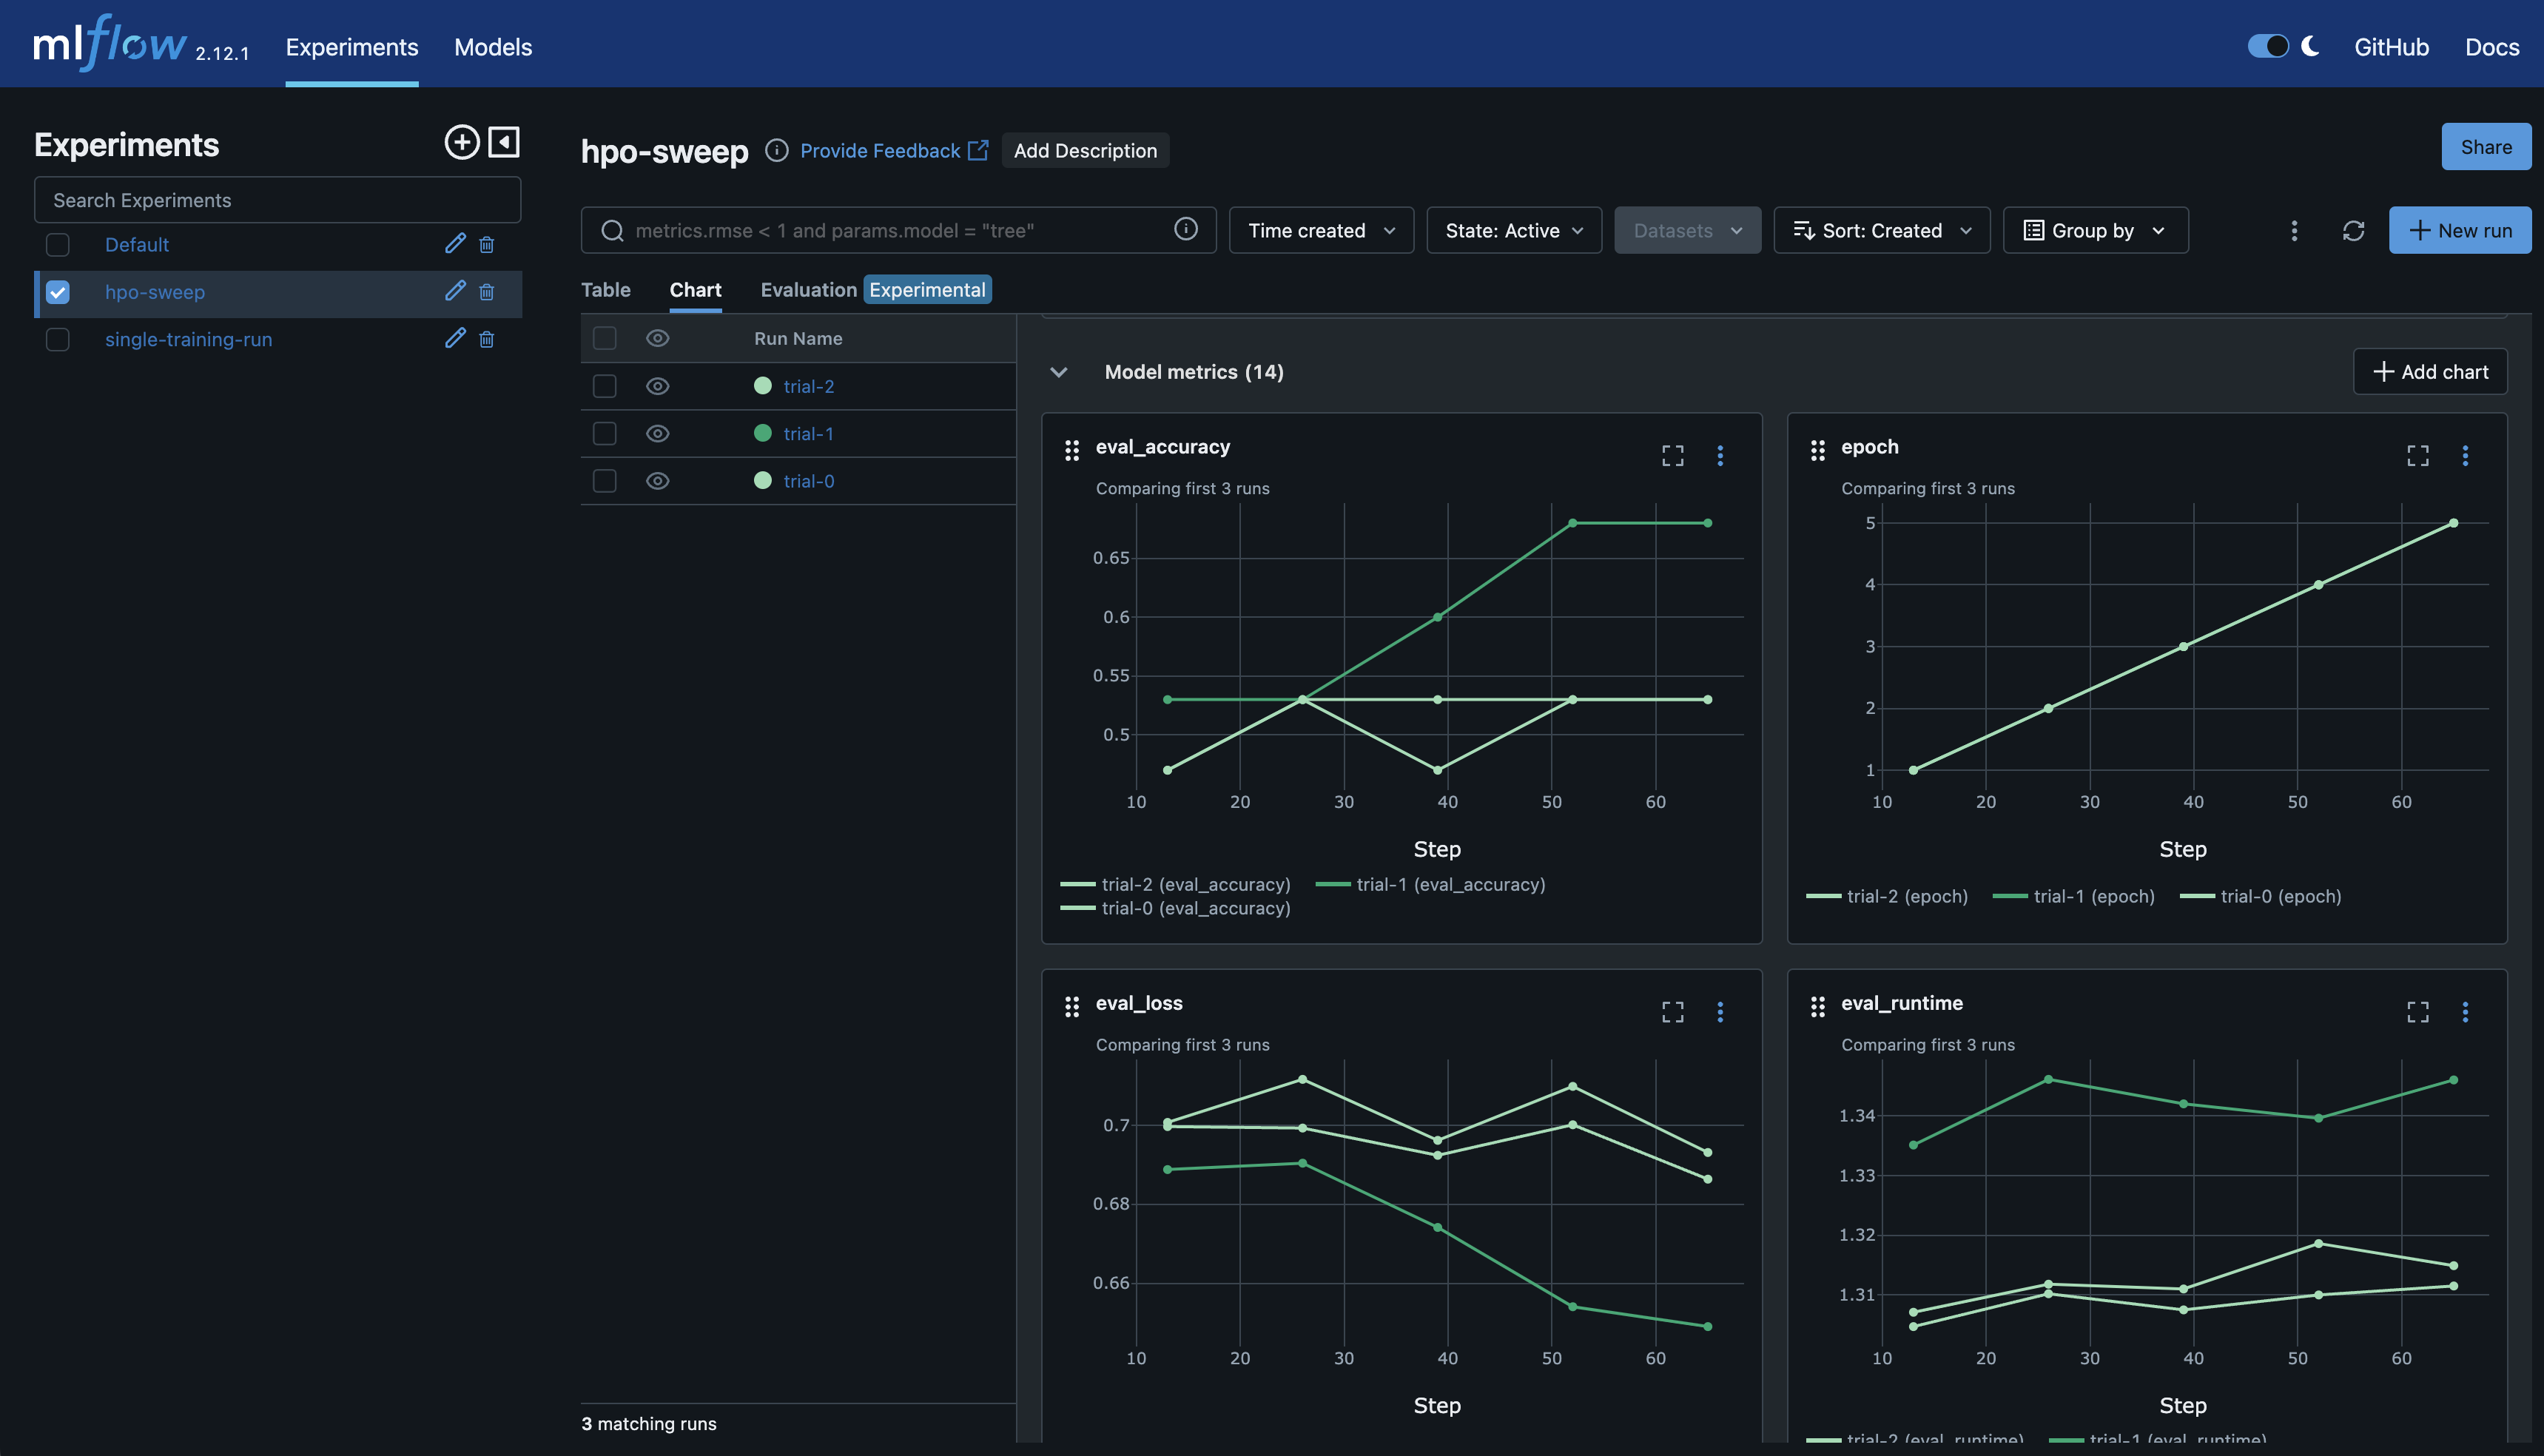 mlflow 2.12.1 Experiments Models GitHub Docs
Experiments
Search Experiments
Default
hpo-sweep
single-training-run
hpo-sweep Provide Feedback Add Description Share
metrics.rmse < 1 and params.model = "tree" Time created State: Active Datasets Sort: Created Group by New run
Table Chart Evaluation Experimental
Run Name
trial-2
trial-1
trial-0
3 matching runs
Model metrics (14) Add chart
eval_accuracy
Comparing first 3 runs
0.65
0.6
0.55
0.5
10 20 30 40 50 60
Step
trial-2 (eval_accuracy) trial-1 (eval_accuracy)
trial-0 (eval_accuracy)
epoch
Comparing first 3 runs
5
4
3
2
1
10 20 30 40 50 60
Step
trial-2 (epoch) trial-1 (epoch) trial-0 (epoch)
eval_loss
Comparing first 3 runs
0.7
0.68
0.66
10 20 30 40 50 60
Step
eval_runtime
Comparing first 3 runs
1.34
1.33
1.32
1.31
10 20 30 40 50 60
Step
trial-2 (eval_runtime) trial-1 (eval_runtime)